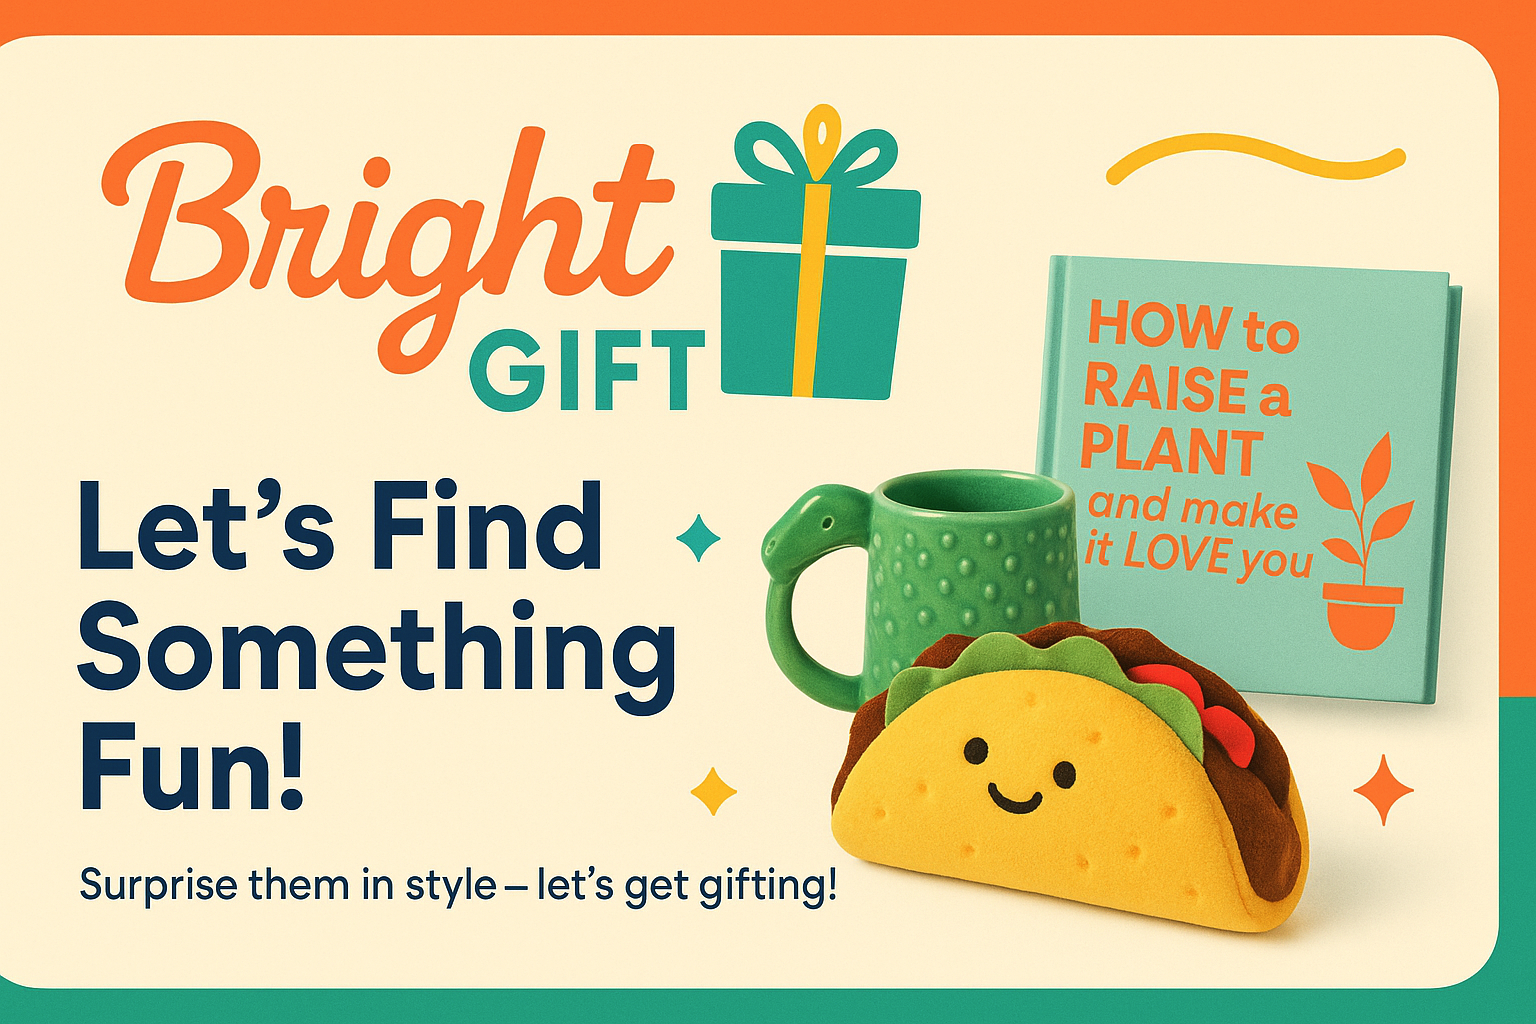 Bright
GIFT
Let’s Find
Something
Fun!
Surprise them in style – let’s get gifting!
HOW to
RAISE a
PLANT
and make
it LOVE you